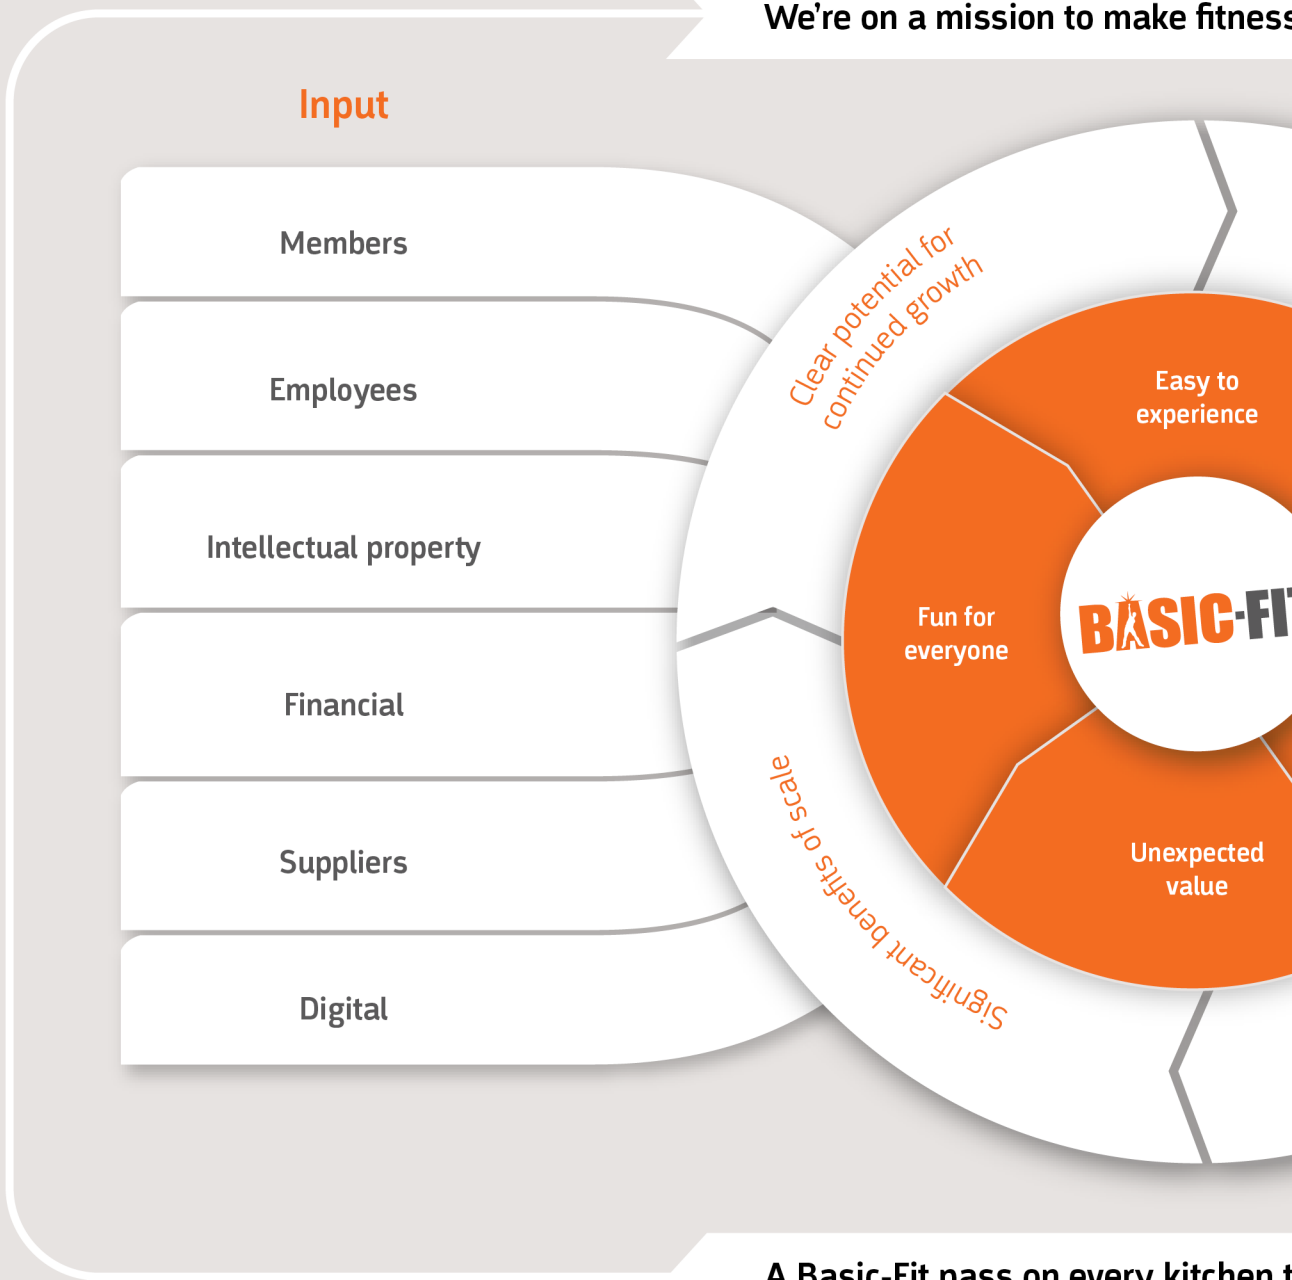 We're on a mission to make fitness
Input
Members
Employees
Intellectual property
Financial
Suppliers
Digital
Clear potential for
continued growth
Significant benefits of scale
Easy to
experience
Fun for
everyone
Unexpected
value
BASIC-FIT
A Basic-Fit pass on every kitchen